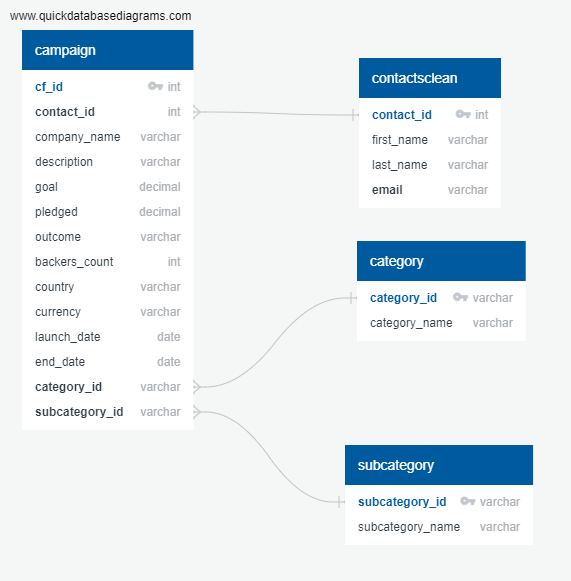 www.quickdatabasediagrams.com
campaign
cf_id int
contact_id int
company_name varchar
description varchar
goal decimal
pledged decimal
outcome varchar
backers_count int
country varchar
currency varchar
launch_date date
end_date date
category_id varchar
subcategory_id varchar
contactsclean
contact_id int
first_name varchar
last_name varchar
email varchar
category
category_id varchar
category_name varchar
subcategory
subcategory_id varchar
subcategory_name varchar